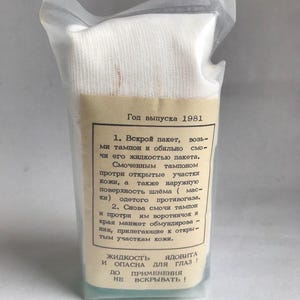 Год выпуска 1981
1. Вскрой пакет, возь-
ми тампон и обильно смо-
чи его жидкостью пакета.
Смоченным тампоном
протри открытые участки
кожи, а также наружную
поверхность шлема ( мас-
ки) одетого противогаза.
2. Снова смочи тампон
и протри им воротничок и
края манжет обмундирова-
ния, прилегающие к откры-
тым участкам кожи.
ЖИДКОСТЬ ЯДОВИТА
И ОПАСНА ДЛЯ ГЛАЗ !
ДО ПРИМЕНЕНИЯ
НЕ ВСКРЫВАТЬ !